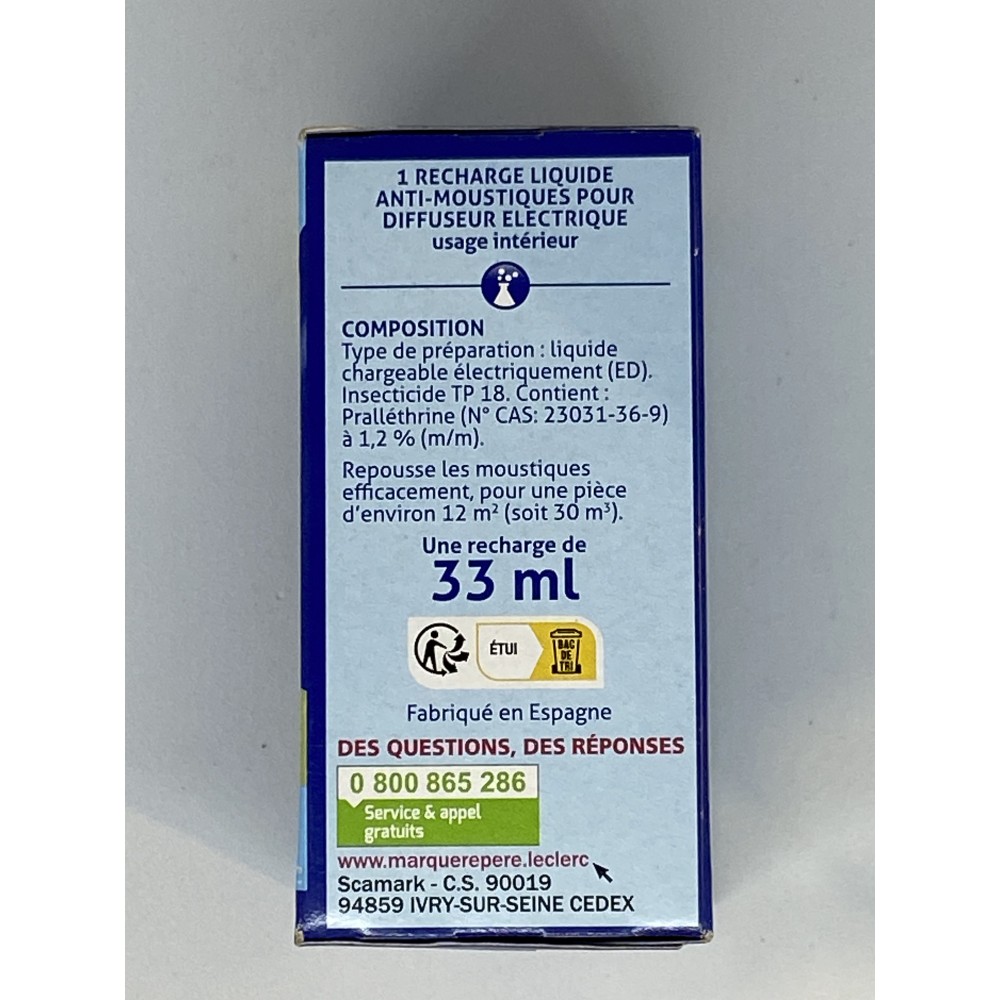 1 RECHARGE LIQUIDE
ANTI-MOUSTIQUES POUR
DIFFUSEUR ELECTRIQUE
usage intérieur
COMPOSITION
Type de préparation : liquide
chargeable électriquement (ED).
Insecticide TP 18. Contient :
Pralléthrine (N° CAS: 23031-36-9)
à 1,2 % (m/m).
Repousse les moustiques
efficacement, pour une pièce
d'environ 12 m² (soit 30 m³).
Une recharge de
33 ml
ÉTUI
BAC
DE
TRI
Fabriqué en Espagne
DES QUESTIONS, DES RÉPONSES
0 800 865 286
Service & appel
gratuits
www.marquerepere.leclerc
Scamark - C.S. 90019
94859 IVRY-SUR-SEINE CEDEX